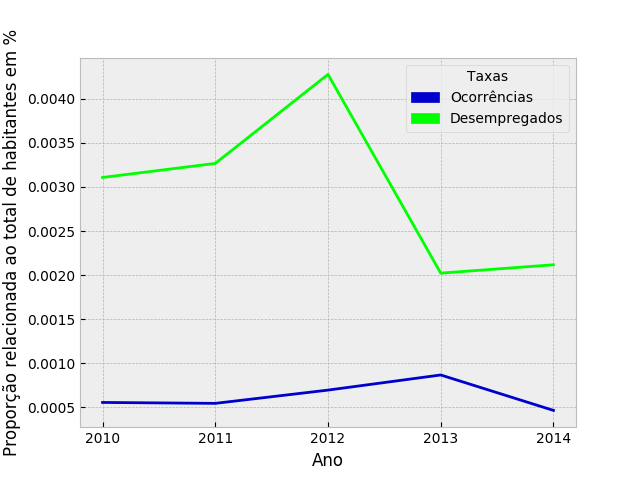 Proporção relacionada ao total de habitantes em %
0.0040
0.0035
0.0030
0.0025
0.0020
0.0015
0.0010
0.0005
Taxas
Ocorrências
Desempregados
2010 2011 2012 2013 2014
Ano